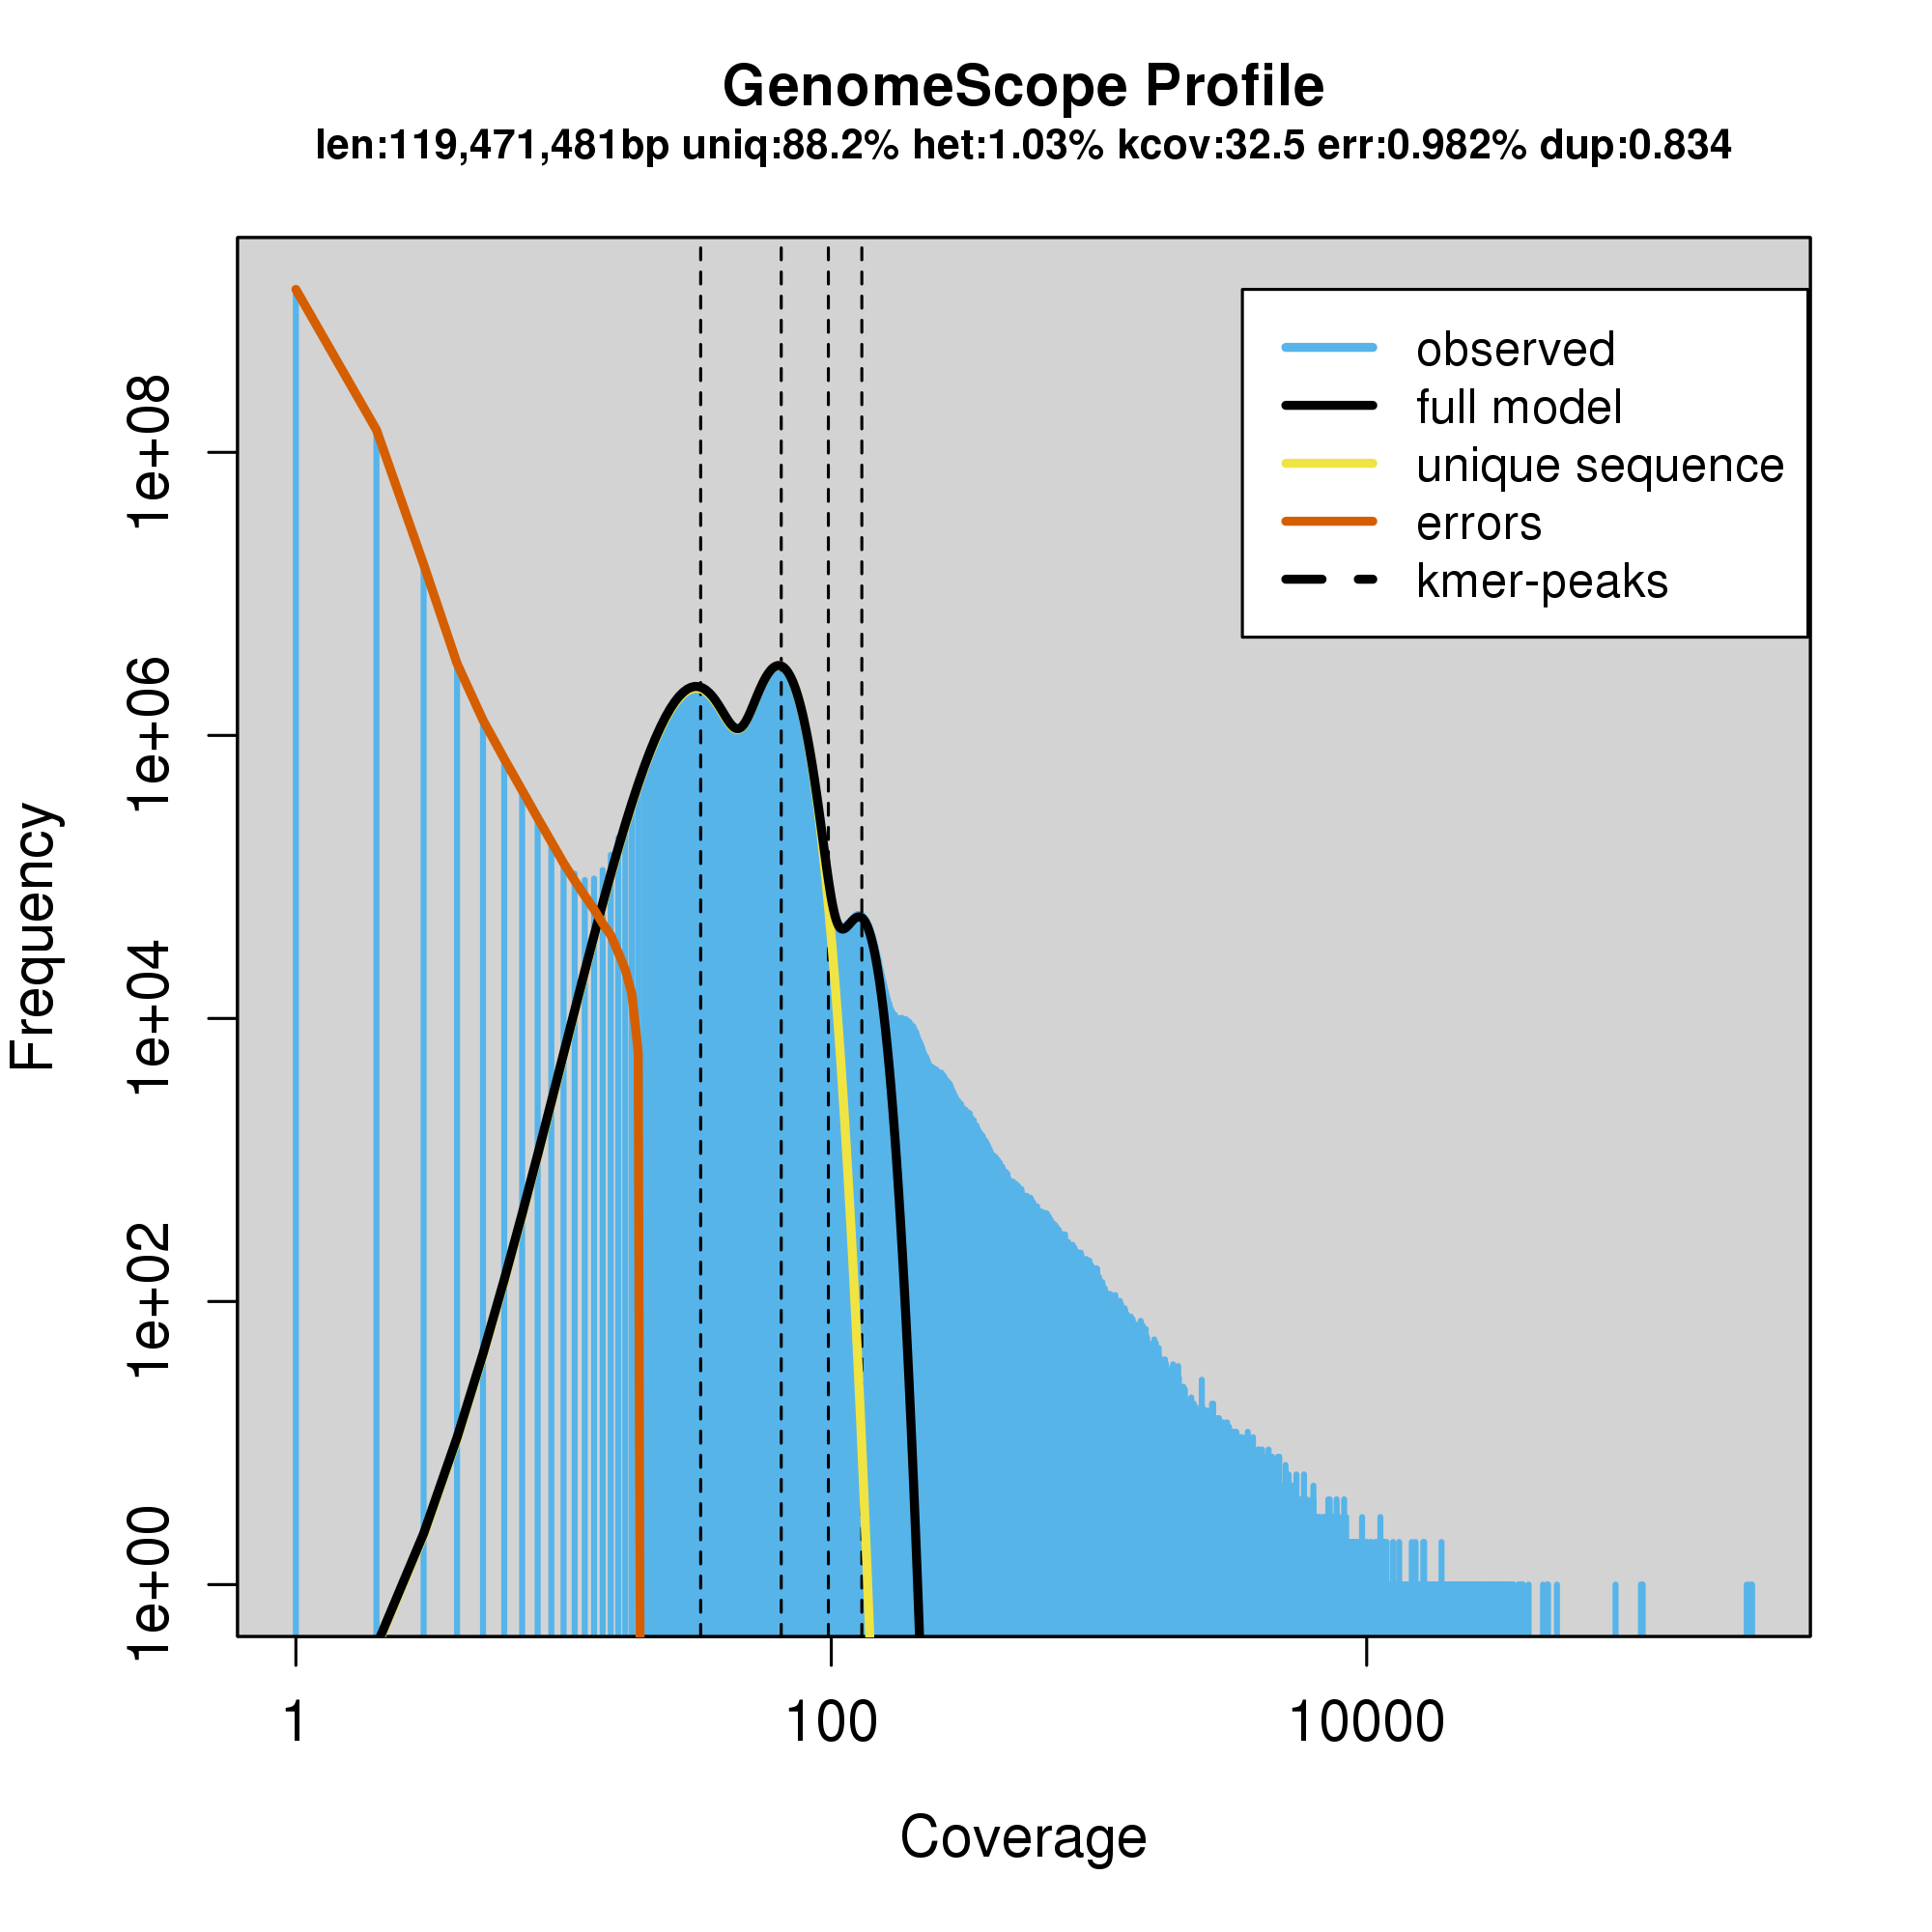 GenomeScope Profile
len:119,471,481bp uniq:88.2% het:1.03% kcov:32.5 err:0.982% dup:0.834
observed
full model
unique sequence
errors
kmer-peaks
Frequency
1e+08
1e+06
1e+04
1e+02
1e+00
1
100
10000
Coverage